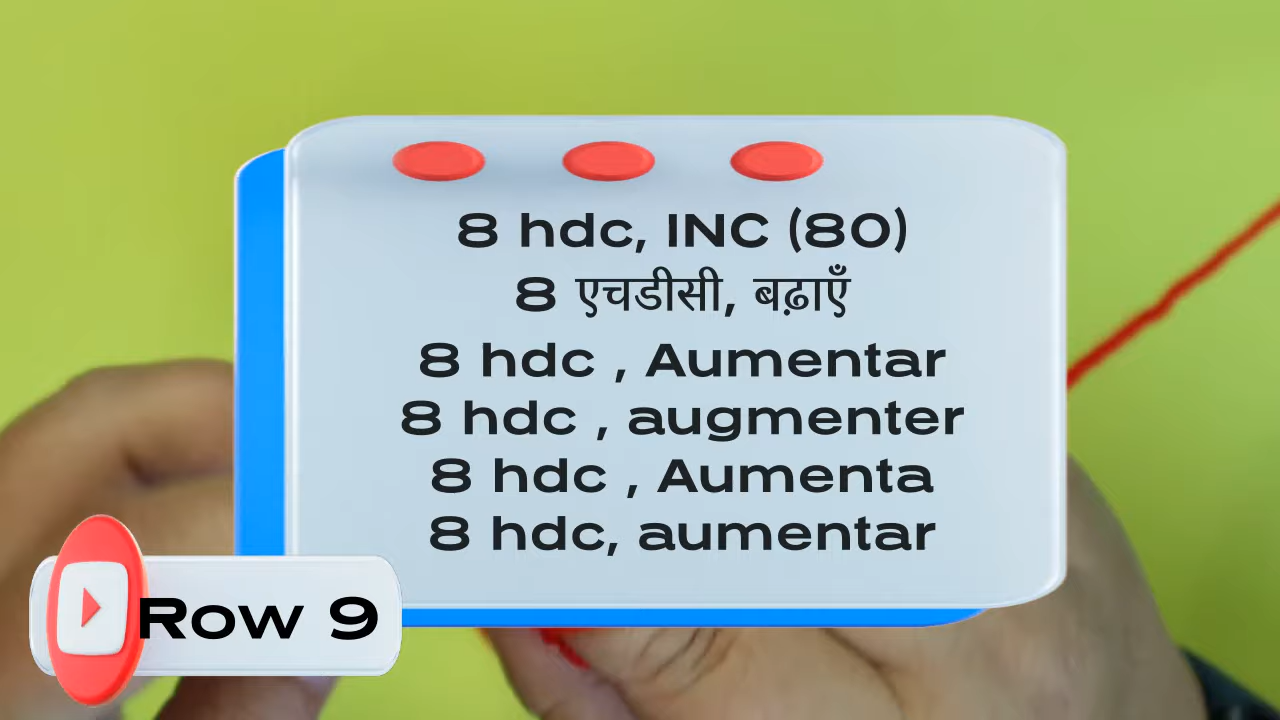 8 hdc, INC (80)
8 एचडीसी, बढ़ाएँ
8 hdc , Aumentar
8 hdc , augmenter
8 hdc , Aumenta
8 hdc, aumentar
Row 9